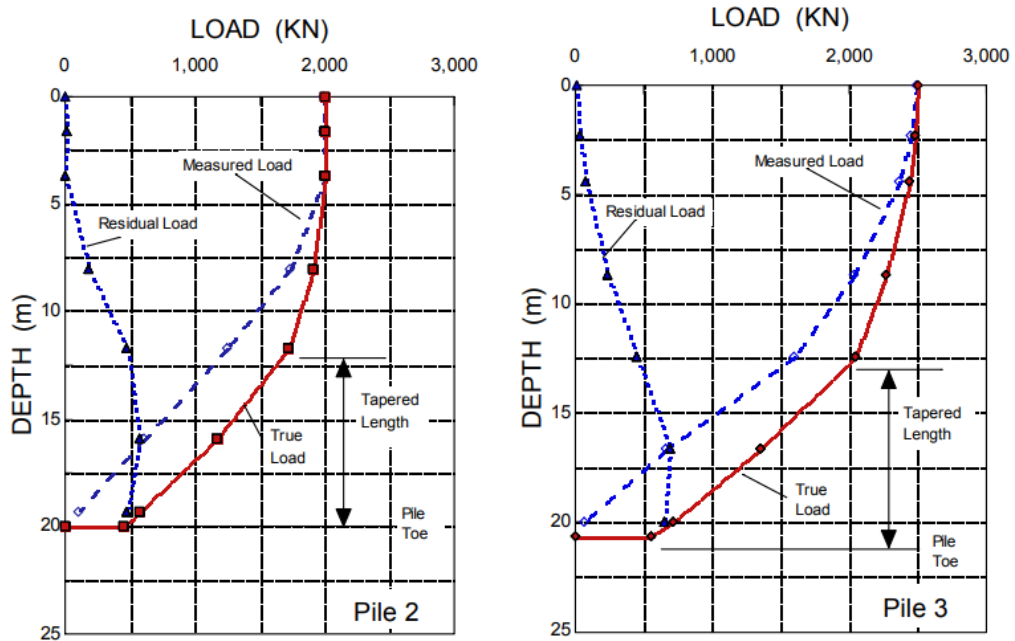 LOAD (KN)
0 1,000 2,000 3,000
0
5
10
15
20
25
DEPTH (m)
Measured Load
Residual Load
Tapered
Length
True
Load
Pile
Toe
Pile 2
LOAD (KN)
0 1,000 2,000 3,000
0
5
10
15
20
25
DEPTH (m)
Measured Load
Residual Load
Tapered
Length
True
Load
Pile
Toe
Pile 3